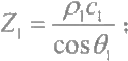 Z₁ = ρ₁c₁ / cos θ₁ ;